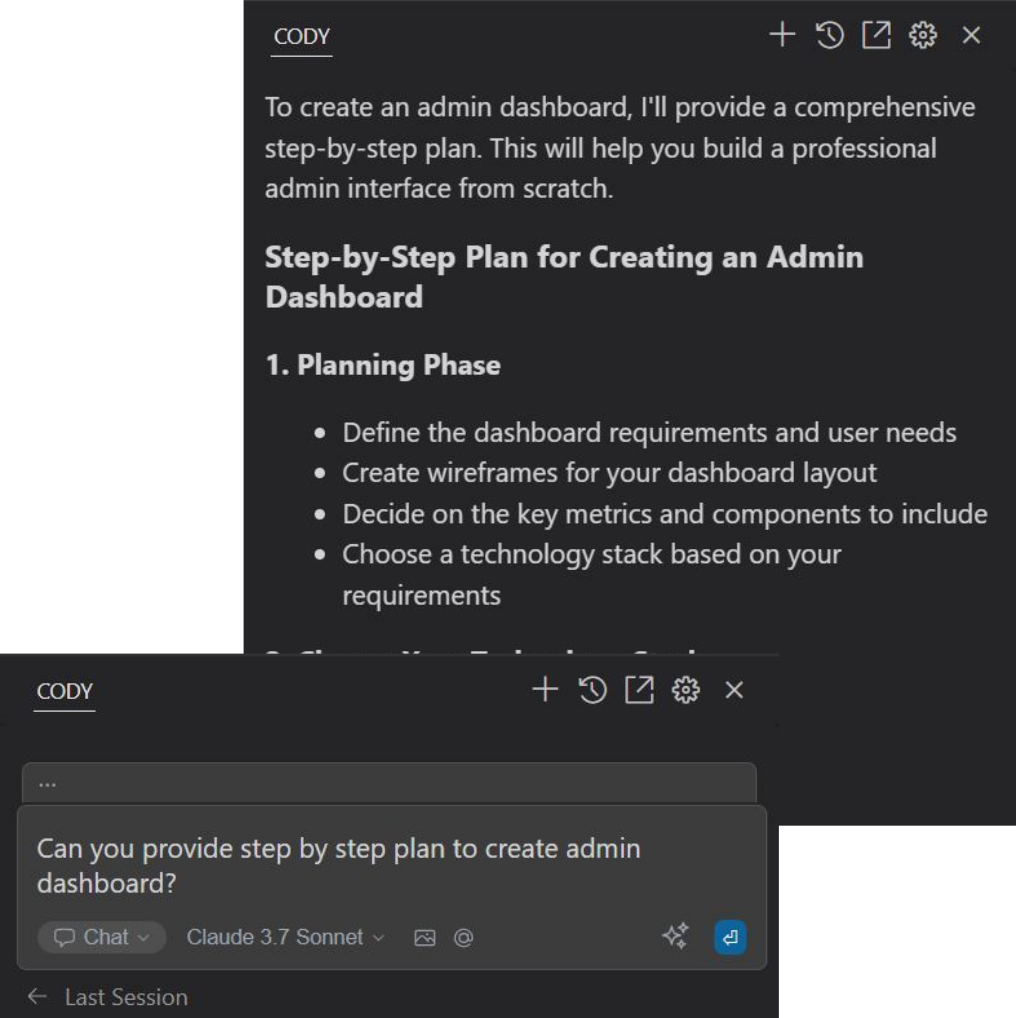 CODY
To create an admin dashboard, I'll provide a comprehensive
step-by-step plan. This will help you build a professional
admin interface from scratch.
Step-by-Step Plan for Creating an Admin
Dashboard
1. Planning Phase
• Define the dashboard requirements and user needs
• Create wireframes for your dashboard layout
• Decide on the key metrics and components to include
• Choose a technology stack based on your
requirements
CODY
...
Can you provide step by step plan to create admin
dashboard?
Chat
Claude 3.7 Sonnet
@
← Last Session